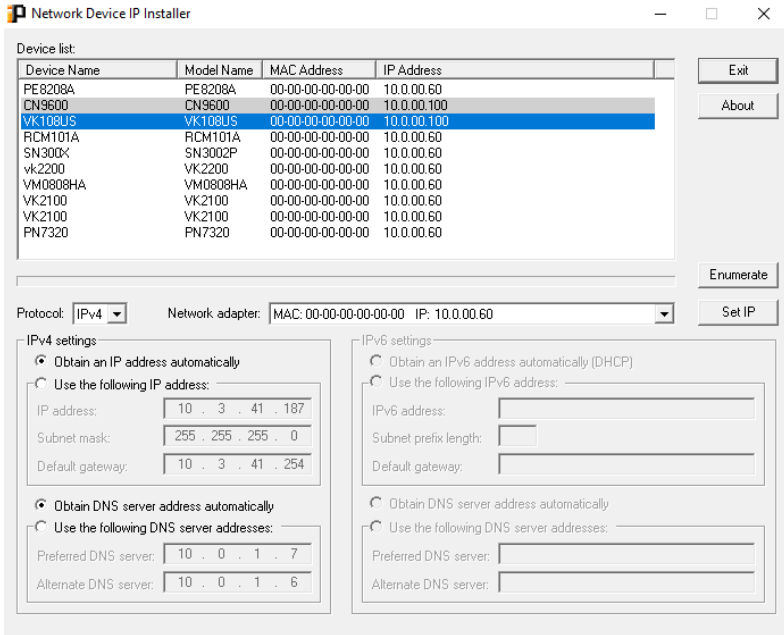 Network Device IP Installer
Device list:
Device Name Model Name MAC Address IP Address
PE8208A PE8208A 00-00-00-00-00-00 10.0.00.60
CN9600 CN9600 00-00-00-00-00-00 10.0.00.100
VK108US VK108US 00-00-00-00-00-00 10.0.00.100
RCM101A RCM101A 00-00-00-00-00-00 10.0.00.60
SN300X SN3002P 00-00-00-00-00-00 10.0.00.60
vk2200 VK2200 00-00-00-00-00-00 10.0.00.60
VM0808HA VM0808HA 00-00-00-00-00-00 10.0.00.60
VK2100 VK2100 00-00-00-00-00-00 10.0.00.60
VK2100 VK2100 00-00-00-00-00-00 10.0.00.60
PN7320 PN7320 00-00-00-00-00-00 10.0.00.60
Exit
About
Enumerate
Protocol: IPv4 Network adapter: MAC: 00-00-00-00-00-00 IP: 10.0.00.60 Set IP
IPv4 settings
Obtain an IP address automatically
Use the following IP address:
IP address: 10 . 3 . 41 . 187
Subnet mask: 255 . 255 . 255 . 0
Default gateway: 10 . 3 . 41 . 254
Obtain DNS server address automatically
Use the following DNS server addresses:
Preferred DNS server: 10 . 0 . 1 . 7
Alternate DNS server: 10 . 0 . 1 . 6
IPv6 settings
Obtain an IPv6 address automatically (DHCP)
Use the following IPv6 address:
IPv6 address:
Subnet prefix length:
Default gateway:
Obtain DNS server address automatically
Use the following DNS server addresses:
Preferred DNS server:
Alternate DNS server: